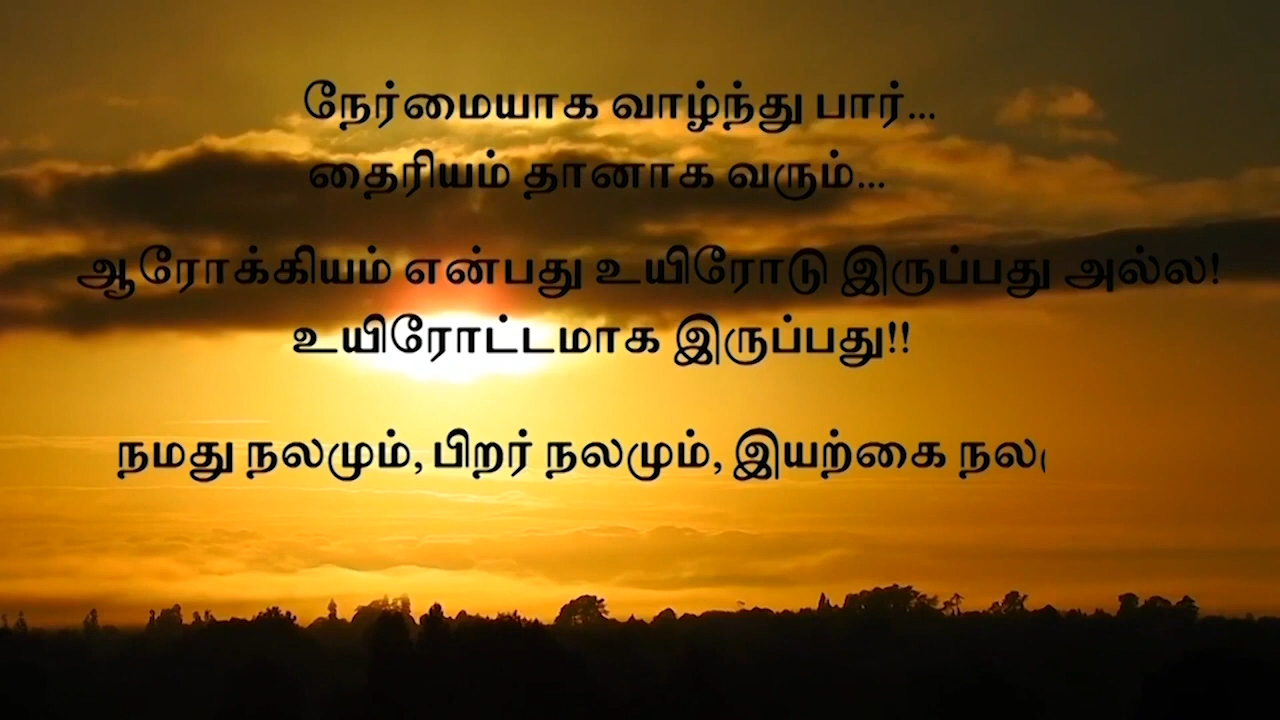 நேர்மையாக வாழ்ந்து பார்...
தைரியம் தானாக வரும்...
ஆரோக்கியம் என்பது உயிரோடு இருப்பது அல்ல!
உயிரோட்டமாக இருப்பது!!
நமது நலமும், பிறர் நலமும், இயற்கை